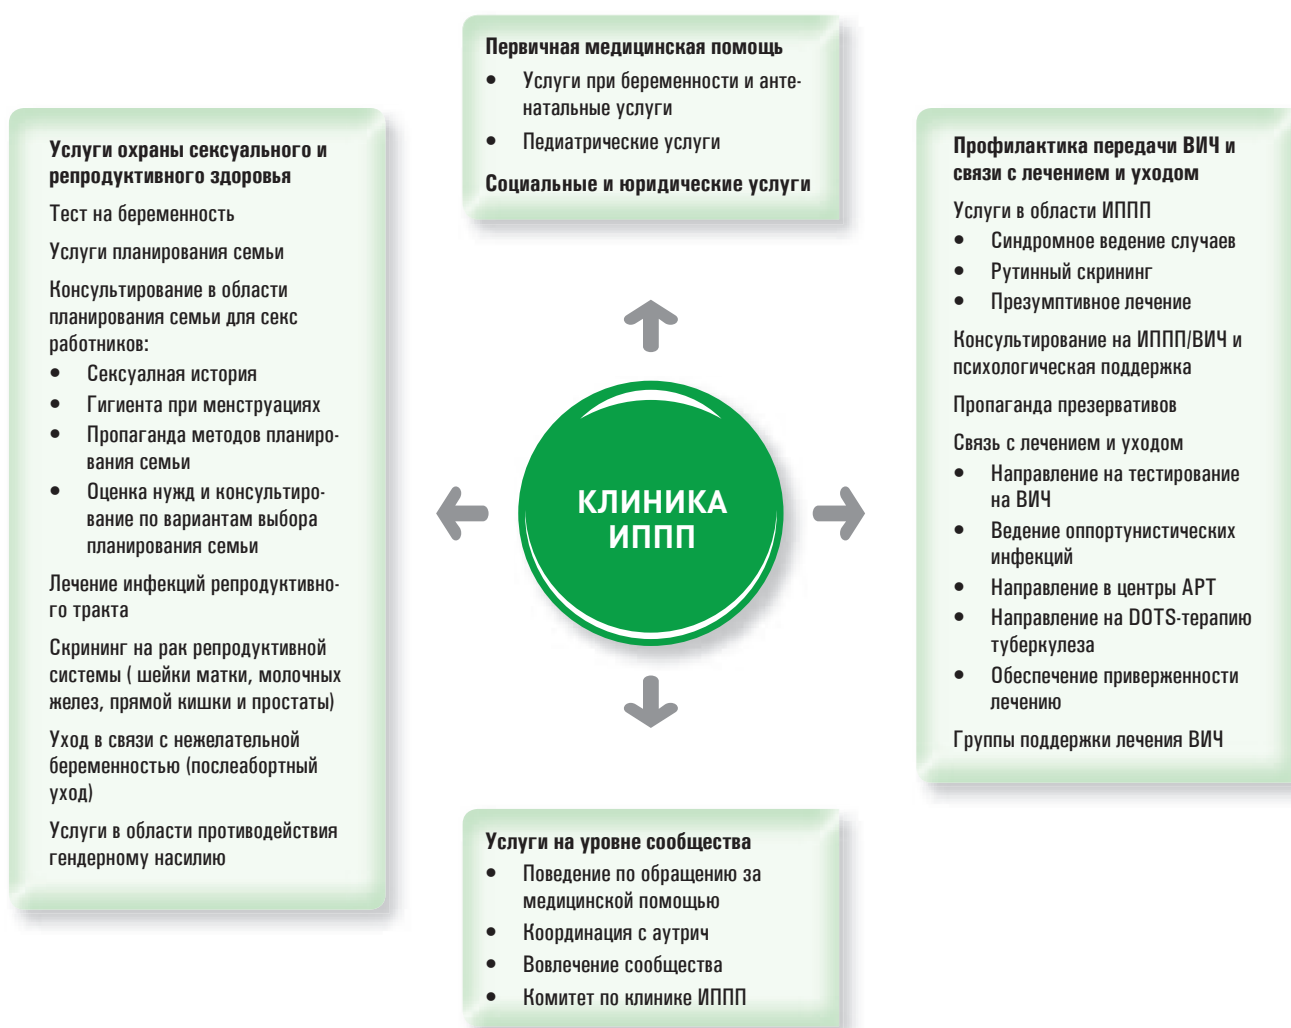 Первичная медицинская помощь
• Услуги при беременности и анте-
натальные услуги
• Педиатрические услуги
Социальные и юридические услуги
Услуги охраны сексуального и
репродуктивного здоровья
Тест на беременность
Услуги планирования семьи
Консультирование в области
планирования семьи для секс
работников:
• Сексуалная история
• Гигиента при менструациях
• Пропаганда методов планиро-
вания семьи
• Оценка нужд и консультиро-
вание по вариантам выбора
планирования семьи
Лечение инфекций репродуктивно-
го тракта
Скрининг на рак репродуктивной
системы ( шейки матки, молочных
желез, прямой кишки и простаты)
Уход в связи с нежелательной
беременностью (послеабортный
уход)
Услуги в области противодействия
гендерному насилию
КЛИНИКА
ИППП
Профилактика передачи ВИЧ и
связи с лечением и уходом
Услуги в области ИППП
• Синдромное ведение случаев
• Рутинный скрининг
• Презумптивное лечение
Консультирование на ИППП/ВИЧ и
психологическая поддержка
Пропаганда презервативов
Связь с лечением и уходом
• Направление на тестирование
на ВИЧ
• Ведение оппортунистических
инфекций
• Направление в центры АРТ
• Направление на DOTS-терапию
туберкулеза
• Обеспечение приверженности
лечению
Группы поддержки лечения ВИЧ
Услуги на уровне сообщества
• Поведение по обращению за
медицинской помощью
• Координация с аутрич
• Вовлечение сообщества
• Комитет по клинике ИППП